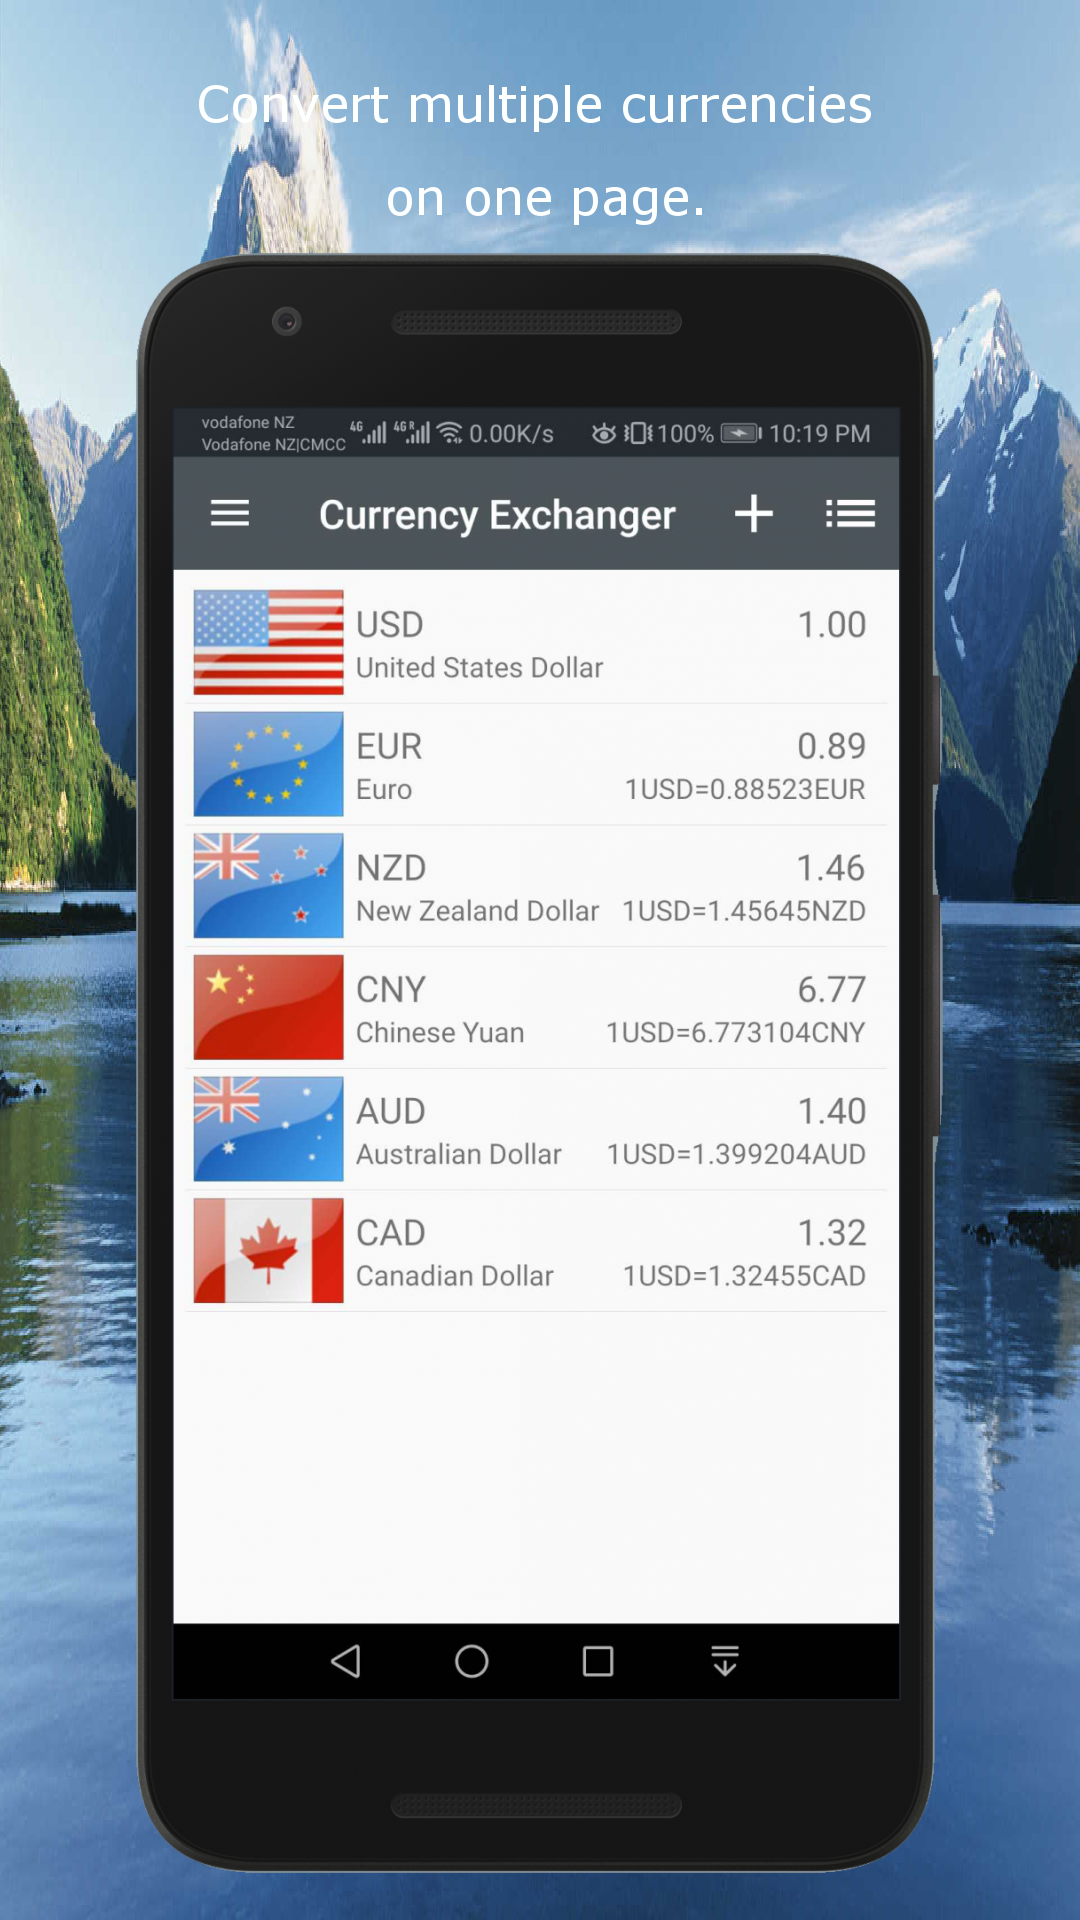 Convert multiple currencies
on one page.
vodafone NZ
Vodafone NZ|CMCC 4G 4G R 0.00K/s 100% 10:19 PM
Currency Exchanger
USD 1.00
United States Dollar
EUR 0.89
Euro 1USD=0.88523EUR
NZD 1.46
New Zealand Dollar 1USD=1.45645NZD
CNY 6.77
Chinese Yuan 1USD=6.773104CNY
AUD 1.40
Australian Dollar 1USD=1.399204AUD
CAD 1.32
Canadian Dollar 1USD=1.32455CAD